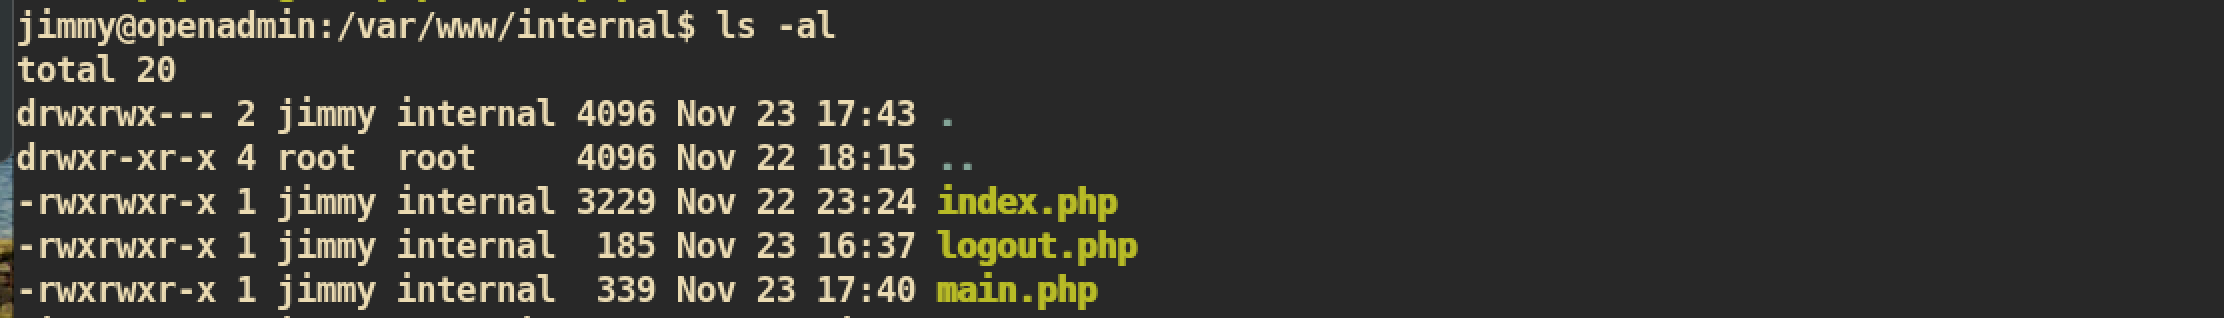 jimmy@openadmin:/var/www/internal$ ls -al
total 20
drwxrwx--- 2 jimmy internal 4096 Nov 23 17:43 .
drwxr-xr-x 4 root  root     4096 Nov 22 18:15 ..
-rwxrwxr-x 1 jimmy internal 3229 Nov 22 23:24 index.php
-rwxrwxr-x 1 jimmy internal  185 Nov 23 16:37 logout.php
-rwxrwxr-x 1 jimmy internal  339 Nov 23 17:40 main.php